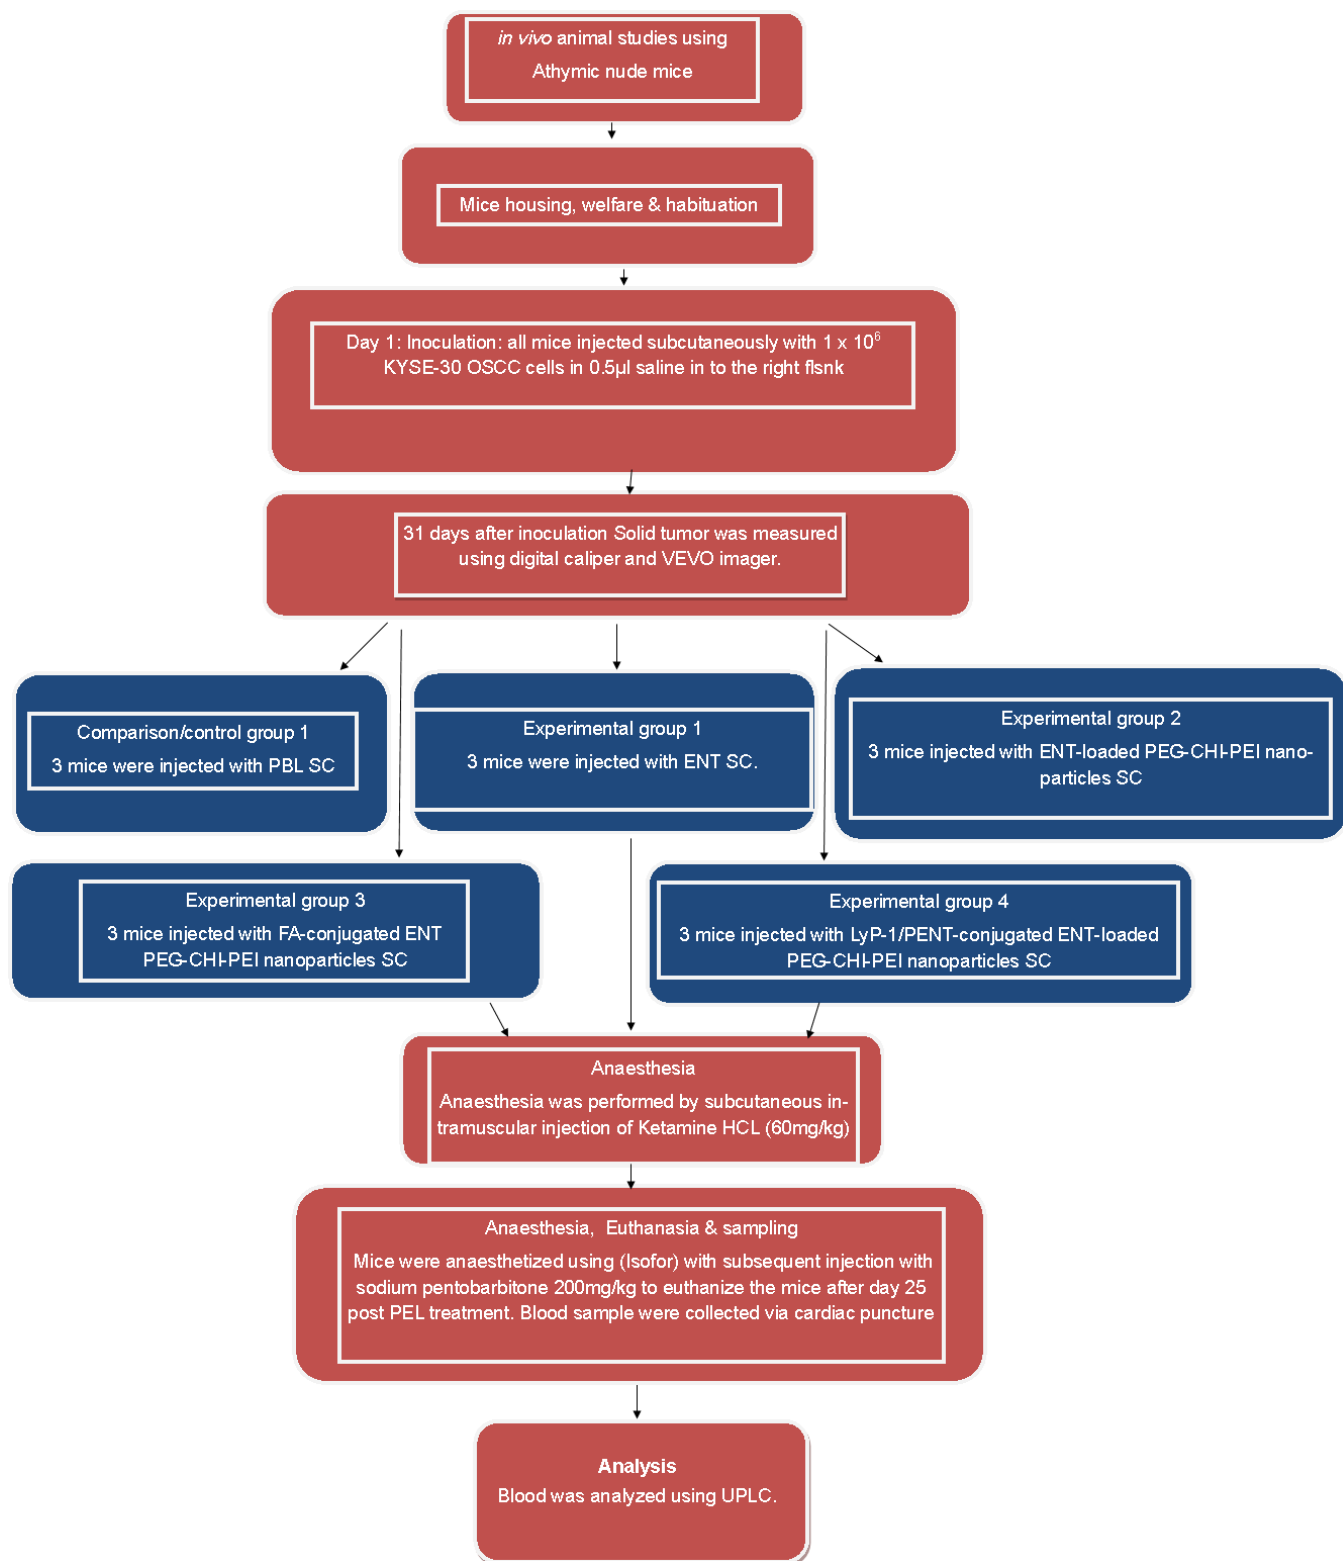 in vivo animal studies using
Athymic nude mice
Mice housing, welfare & habituation
Day 1: Inoculation: all mice injected subcutaneously with 1 x 10⁶
KYSE-30 OSCC cells in 0.5µl saline in to the right flsnk
31 days after inoculation Solid tumor was measured
using digital caliper and VEVO imager.
Comparison/control group 1
3 mice were injected with PBL SC
Experimental group 1
3 mice were injected with ENT SC.
Experimental group 2
3 mice injected with ENT-loaded PEG-CHI-PEI nano-
particles SC
Experimental group 3
3 mice injected with FA-conjugated ENT
PEG-CHI-PEI nanoparticles SC
Experimental group 4
3 mice injected with LyP-1/PENT-conjugated ENT-loaded
PEG-CHI-PEI nanoparticles SC
Anaesthesia
Anaesthesia was performed by subcutaneous in-
tramuscular injection of Ketamine HCL (60mg/kg)
Anaesthesia, Euthanasia & sampling
Mice were anaesthetized using (Isofor) with subsequent injection with
sodium pentobarbitone 200mg/kg to euthanize the mice after day 25
post PEL treatment. Blood sample were collected via cardiac puncture
Analysis
Blood was analyzed using UPLC.